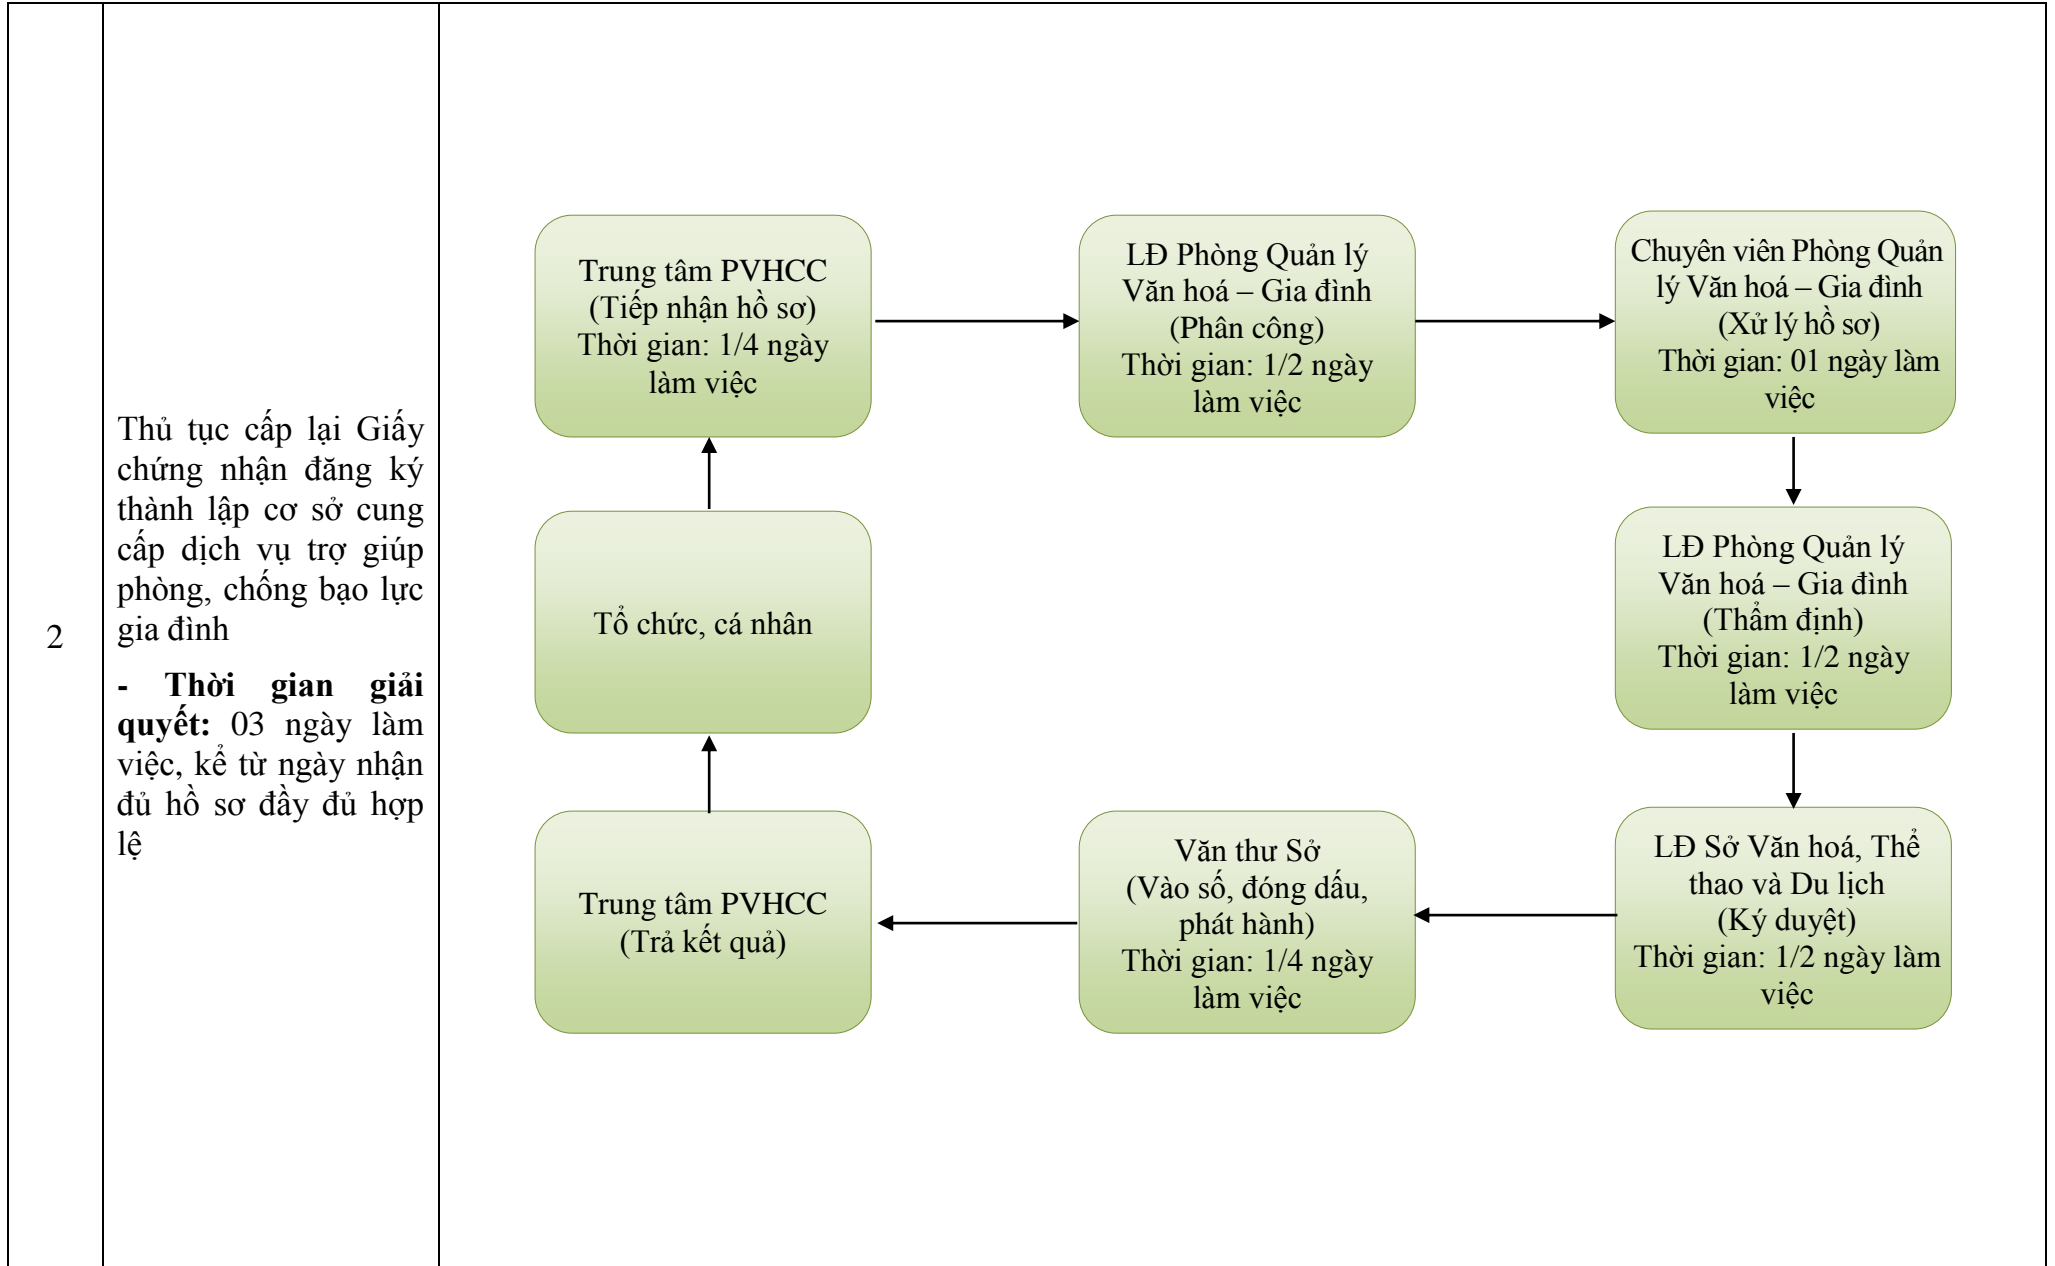 2
Thủ tục cấp lại Giấy
chứng nhận đăng ký
thành lập cơ sở cung
cấp dịch vụ trợ giúp
phòng, chống bạo lực
gia đình
- Thời gian giải
quyết: 03 ngày làm
việc, kể từ ngày nhận
đủ hồ sơ đầy đủ hợp
lệ
Trung tâm PVHCC
(Tiếp nhận hồ sơ)
Thời gian: 1/4 ngày
làm việc
LĐ Phòng Quản lý
Văn hoá – Gia đình
(Phân công)
Thời gian: 1/2 ngày
làm việc
Chuyên viên Phòng Quản
lý Văn hoá – Gia đình
(Xử lý hồ sơ)
Thời gian: 01 ngày làm
việc
LĐ Phòng Quản lý
Văn hoá – Gia đình
(Thẩm định)
Thời gian: 1/2 ngày
làm việc
LĐ Sở Văn hoá, Thể
thao và Du lịch
(Ký duyệt)
Thời gian: 1/2 ngày làm
việc
Văn thư Sở
(Vào số, đóng dấu,
phát hành)
Thời gian: 1/4 ngày
làm việc
Trung tâm PVHCC
(Trả kết quả)
Tổ chức, cá nhân